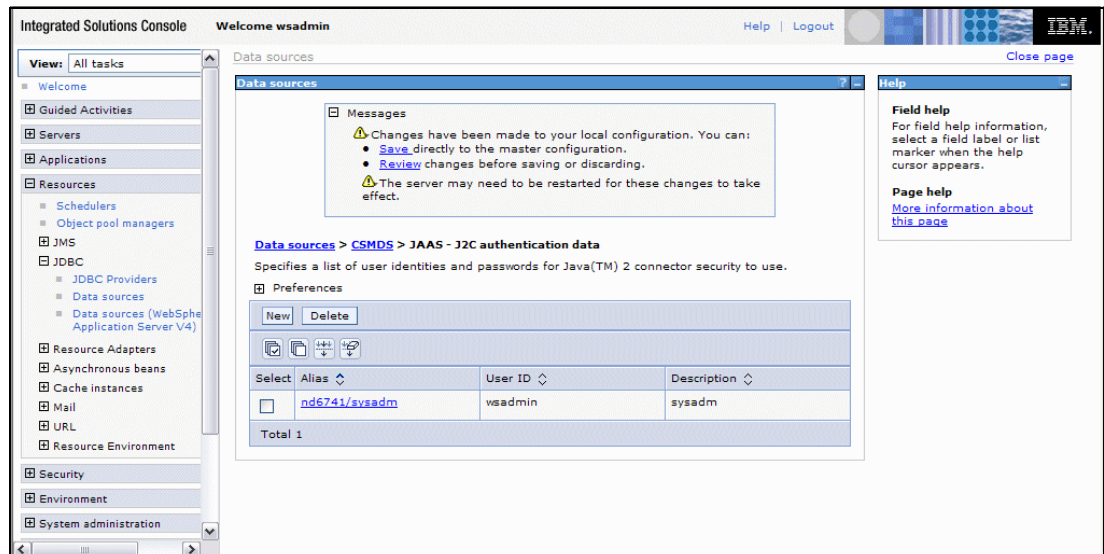 Integrated Solutions Console Welcome wsadmin Help | Logout IBM.
View: All tasks
Welcome
Guided Activities
Servers
Applications
Resources
Schedulers
Object pool managers
JMS
JDBC
JDBC Providers
Data sources
Data sources (WebSphe
Application Server V4)
Resource Adapters
Asynchronous beans
Cache instances
Mail
URL
Resource Environment
Security
Environment
System administration
Data sources Close page
Data sources ? -
Messages
Changes have been made to your local configuration. You can:
• Save directly to the master configuration.
• Review changes before saving or discarding.
The server may need to be restarted for these changes to take
effect.
Data sources > CSMDS > JAAS - J2C authentication data
Specifies a list of user identities and passwords for Java(TM) 2 connector security to use.
Preferences
New Delete
Select Alias User ID Description
nd6741/sysadm wsadmin sysadm
Total 1
Help -
Field help
For field help information,
select a field label or list
marker when the help
cursor appears.
Page help
More information about
this page